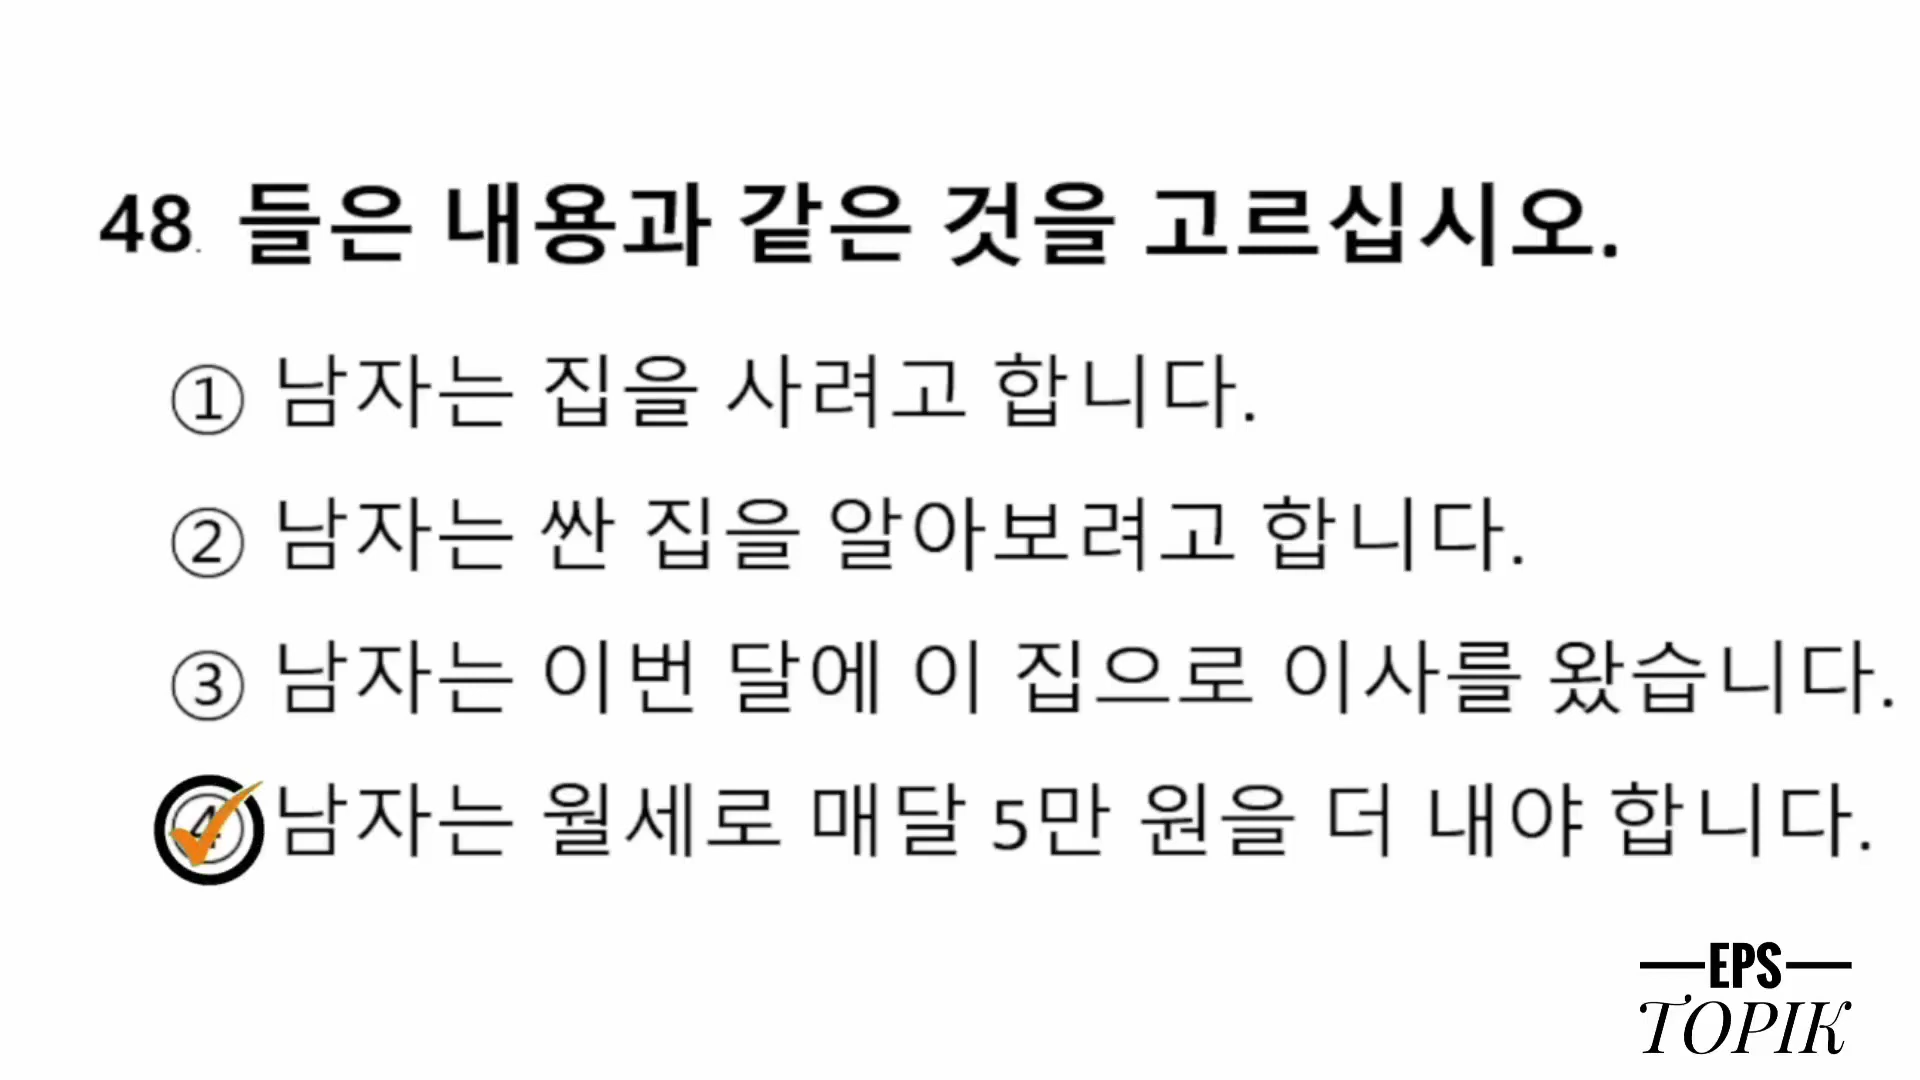 48. 들은 내용과 같은 것을 고르십시오.
① 남자는 집을 사려고 합니다.
② 남자는 싼 집을 알아보려고 합니다.
③ 남자는 이번 달에 이 집으로 이사를 왔습니다.
④ 남자는 월세로 매달 5만 원을 더 내야 합니다.
EPS
TOPIK